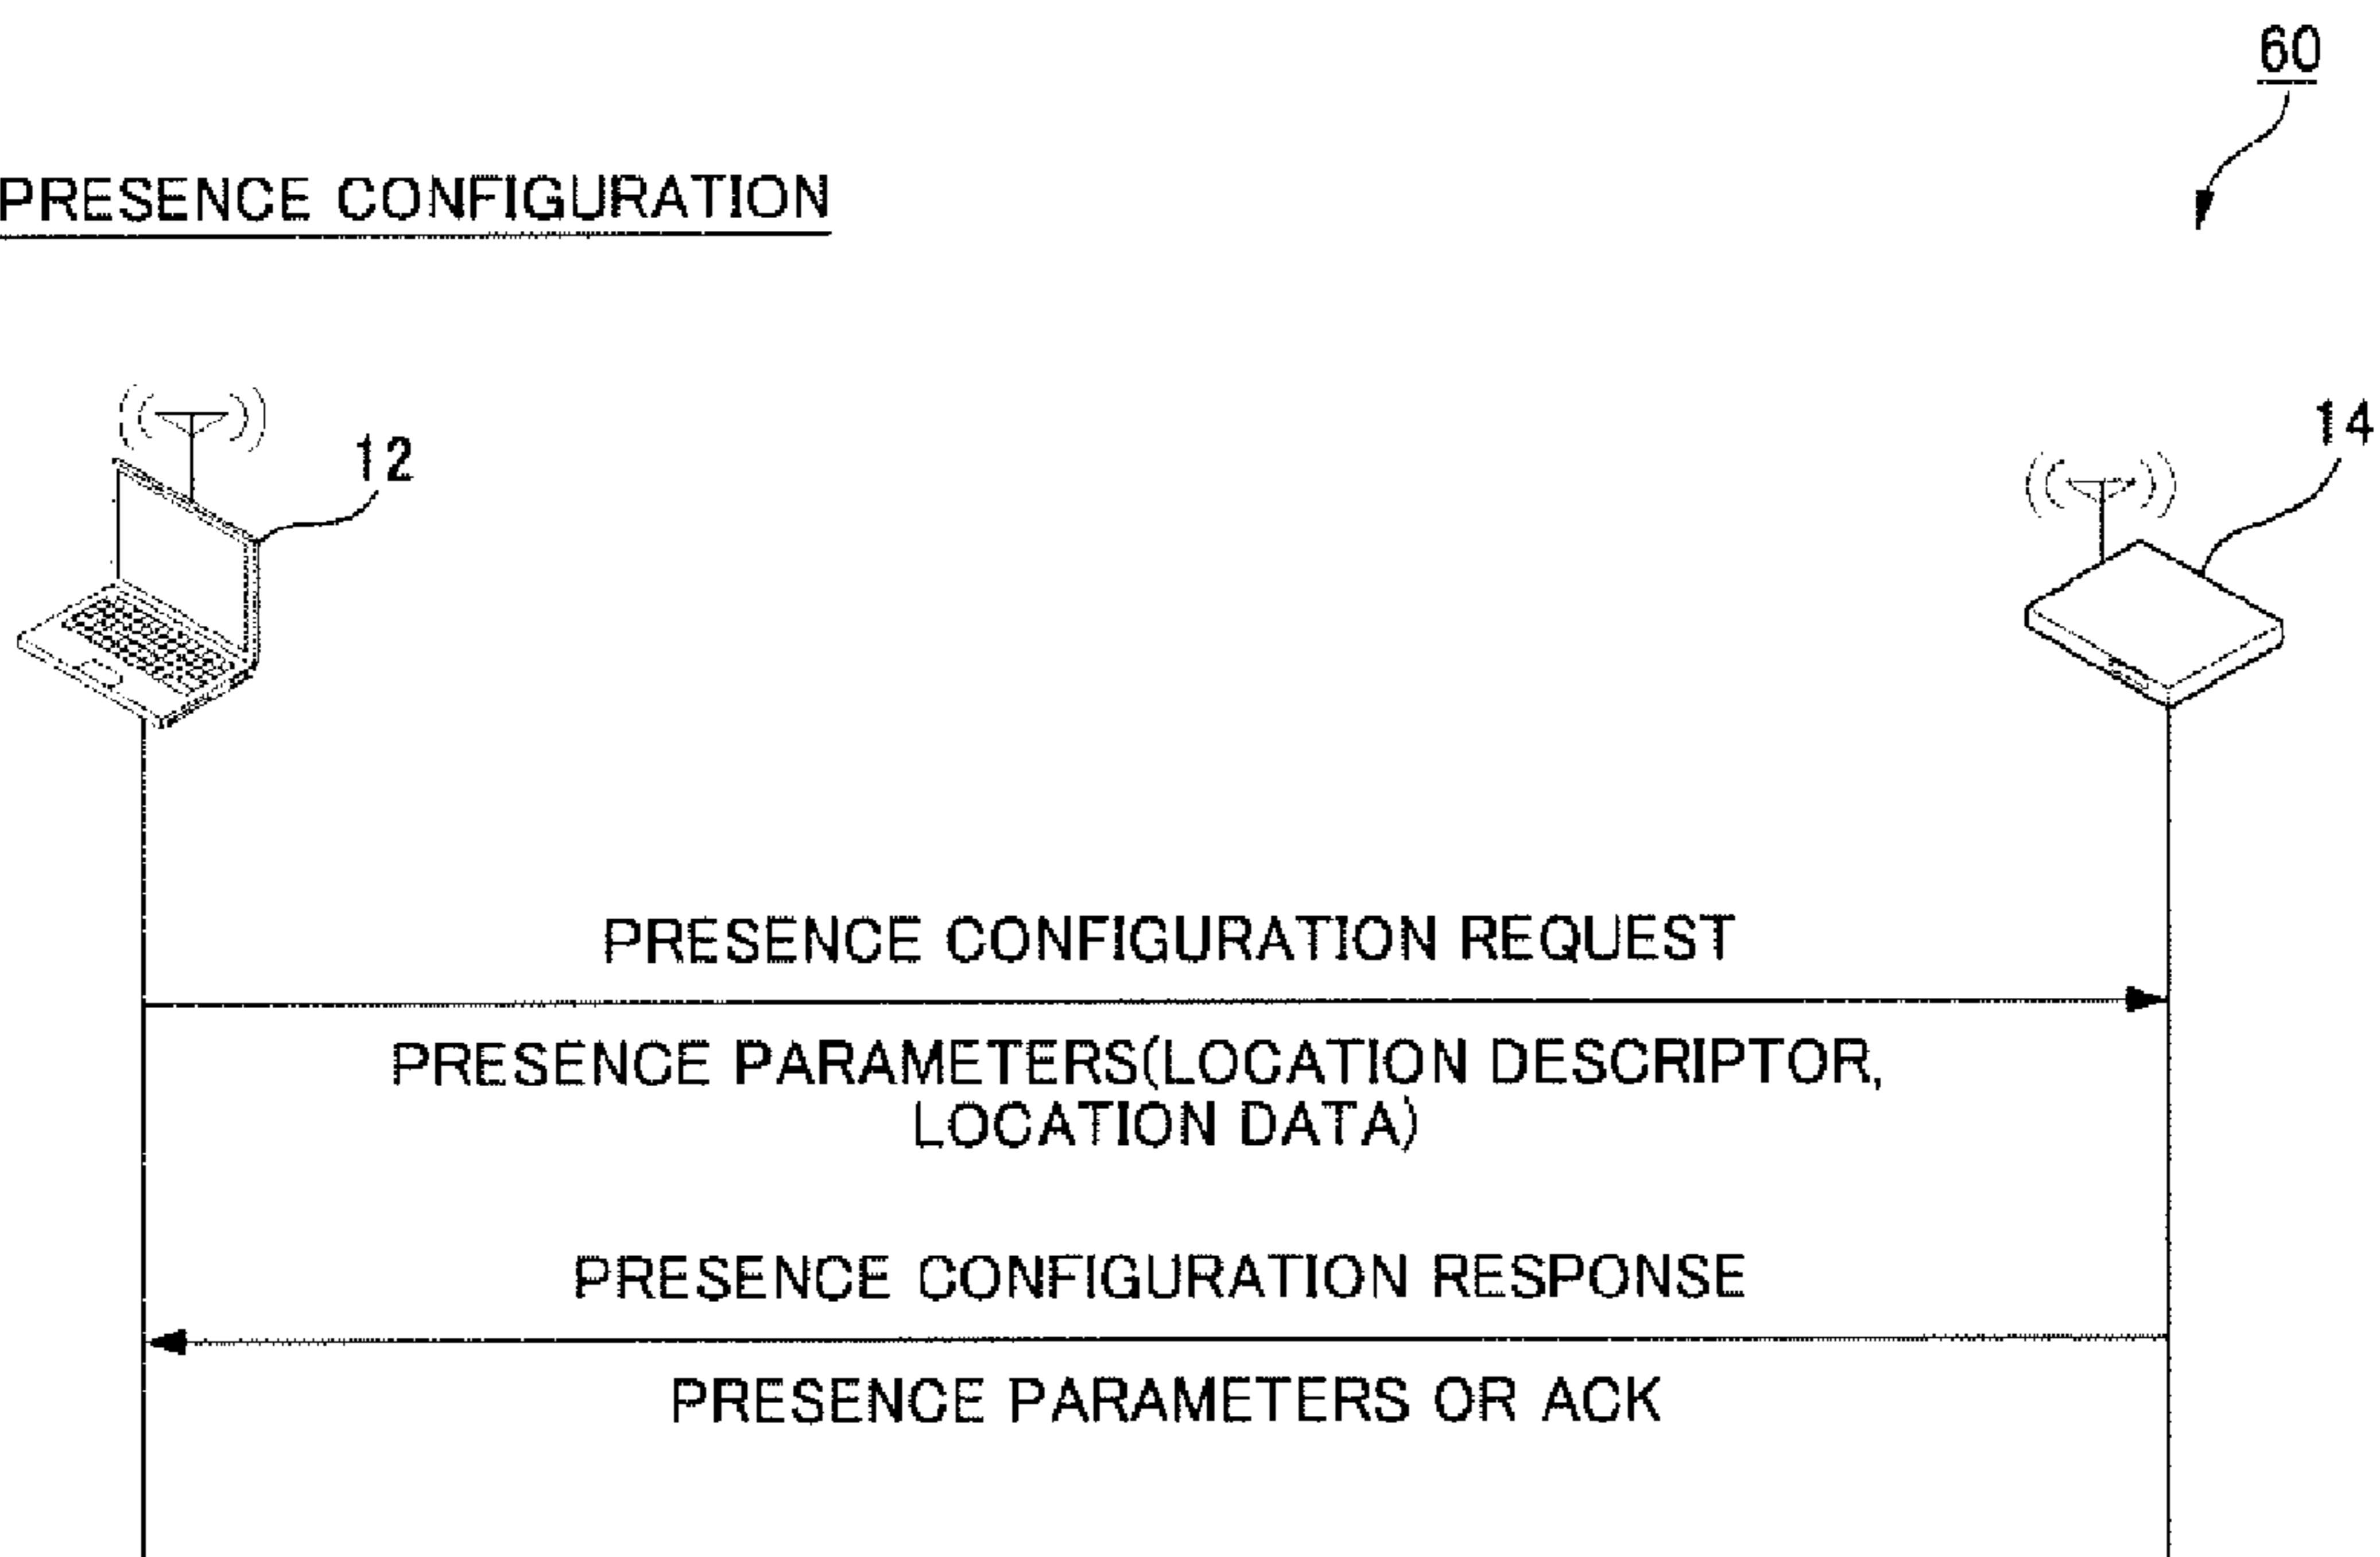 60
PRESENCE CONFIGURATION
12
14
PRESENCE CONFIGURATION REQUEST
PRESENCE PARAMETERS(LOCATION DESCRIPTOR,
LOCATION DATA)
PRESENCE CONFIGURATION RESPONSE
PRESENCE PARAMETERS OR ACK